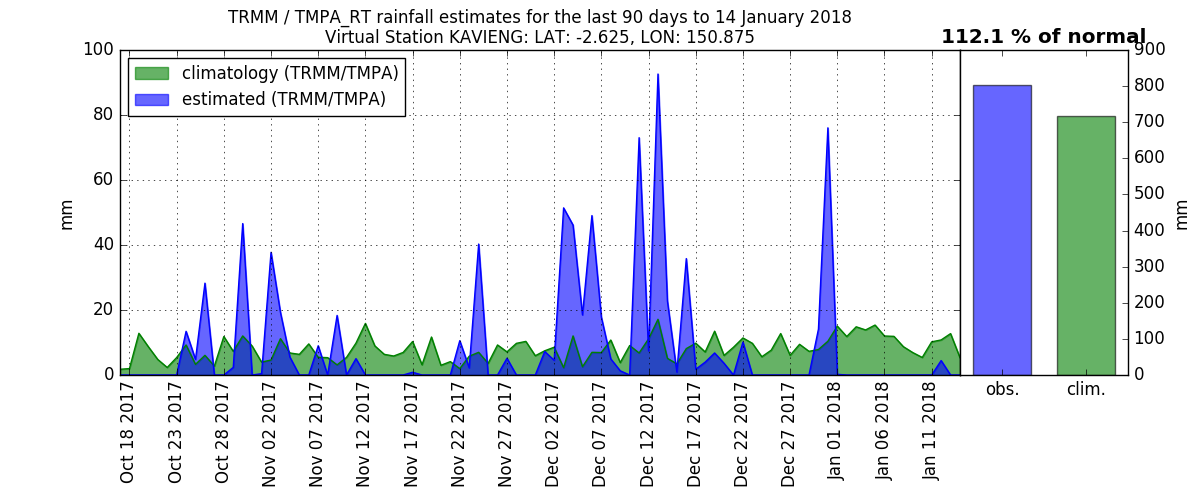 TRMM / TMPA_RT rainfall estimates for the last 90 days to 14 January 2018
Virtual Station KAVIENG: LAT: -2.625, LON: 150.875
112.1 % of normal
climatology (TRMM/TMPA)
estimated (TRMM/TMPA)
mm
100
80
60
40
20
0
Oct 18 2017
Oct 23 2017
Oct 28 2017
Nov 02 2017
Nov 07 2017
Nov 12 2017
Nov 17 2017
Nov 22 2017
Nov 27 2017
Dec 02 2017
Dec 07 2017
Dec 12 2017
Dec 17 2017
Dec 22 2017
Dec 27 2017
Jan 01 2018
Jan 06 2018
Jan 11 2018
obs.
clim.
900
800
700
600
500
400
300
200
100
0
mm